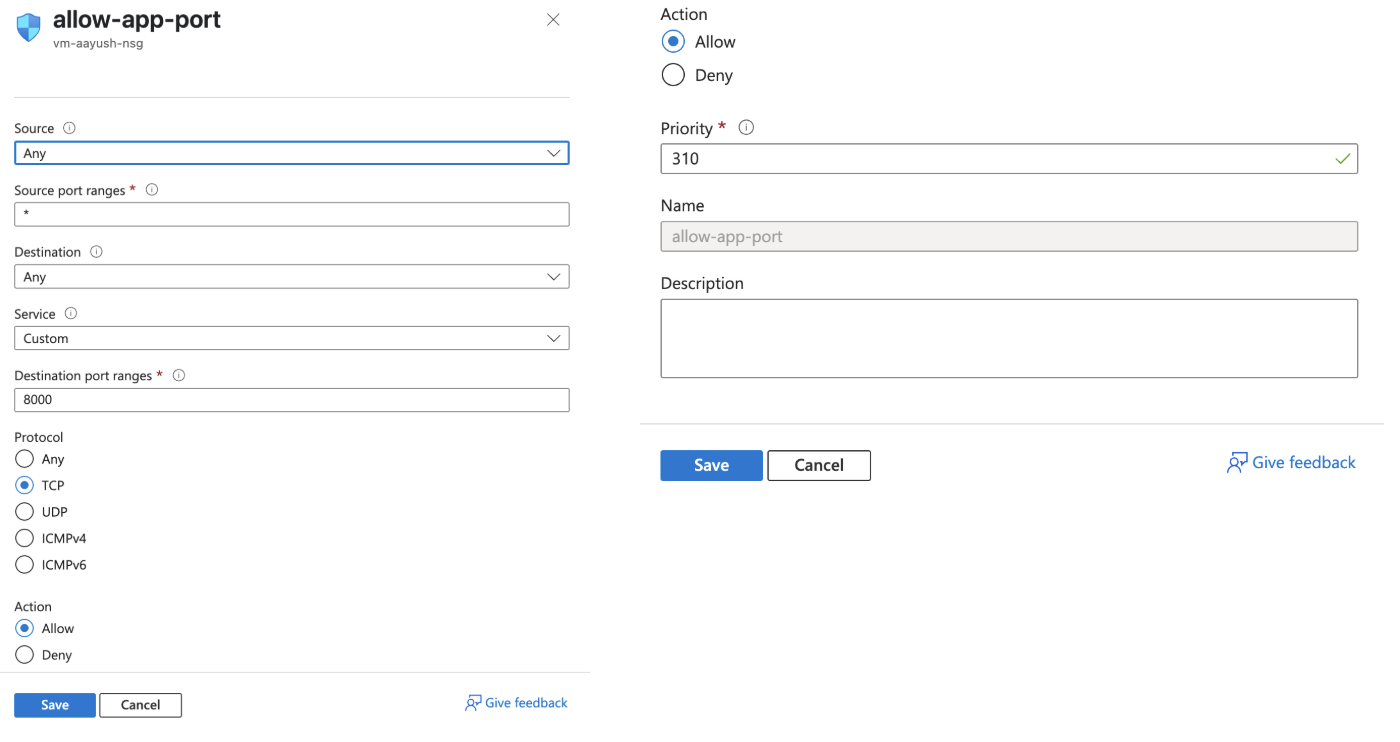 allow-app-port
vm-aayush-nsg
Source
Any
Source port ranges *
*
Destination
Any
Service
Custom
Destination port ranges *
8000
Protocol
Any
TCP
UDP
ICMPv4
ICMPv6
Action
Allow
Deny
Save
Cancel
Give feedback
Action
Allow
Deny
Priority *
310
Name
allow-app-port
Description
Save
Cancel
Give feedback